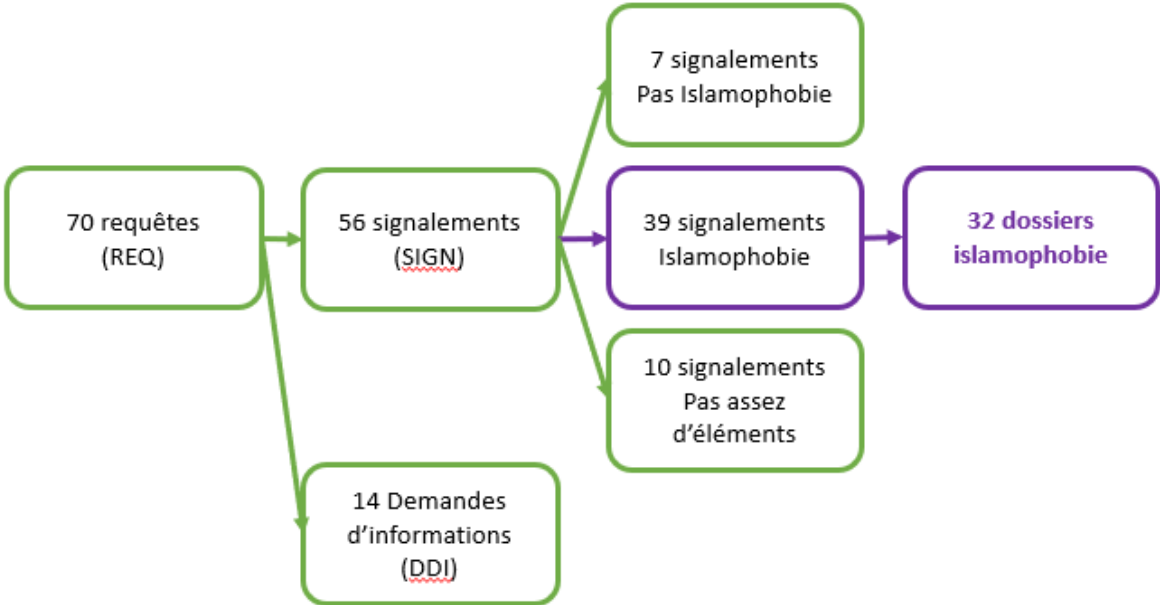 70 requêtes
(REQ)
56 signalements
(SIGN)
7 signalements
Pas Islamophobie
39 signalements
Islamophobie
32 dossiers
islamophobie
10 signalements
Pas assez
d’éléments
14 Demandes
d’informations
(DDI)